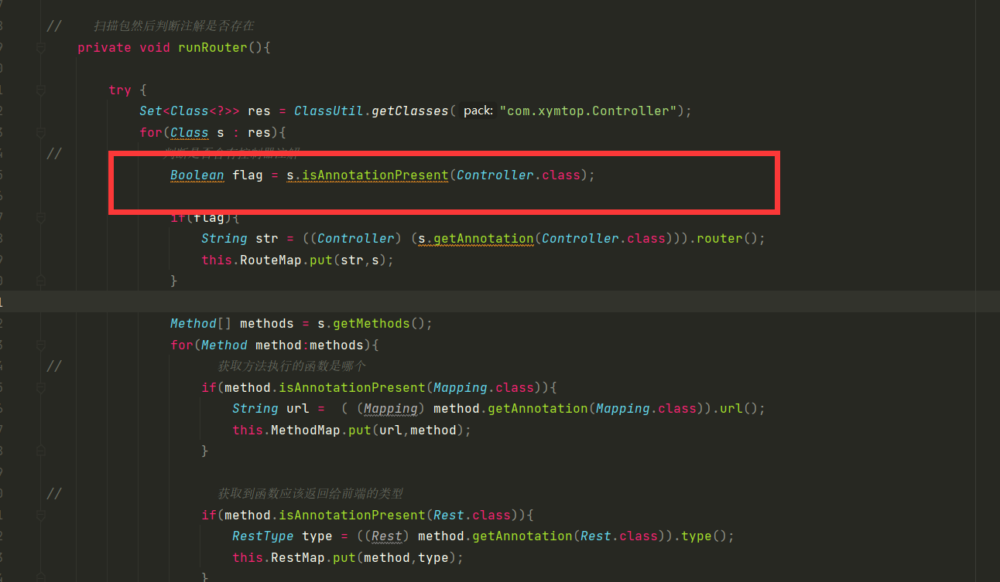 // 扫描包然后判断注解是否存在
private void runRouter(){
try {
Set<Class<?>> res = ClassUtil.getClasses( pack: "com.xymtop.Controller");
for(Class s : res){
// 判断是否含有控制器注解
Boolean flag = s.isAnnotationPresent(Controller.class);
if(flag){
String str = ((Controller) (s.getAnnotation(Controller.class))).router();
this.RouteMap.put(str,s);
}
Method[] methods = s.getMethods();
for(Method method:methods){
// 获取方法执行的函数是哪个
if(method.isAnnotationPresent(Mapping.class)){
String url = ( (Mapping) method.getAnnotation(Mapping.class)).url();
this.MethodMap.put(url,method);
}
// 获取到函数应该返回给前端的类型
if(method.isAnnotationPresent(Rest.class)){
RestType type = ((Rest) method.getAnnotation(Rest.class)).type();
this.RestMap.put(method,type);
}